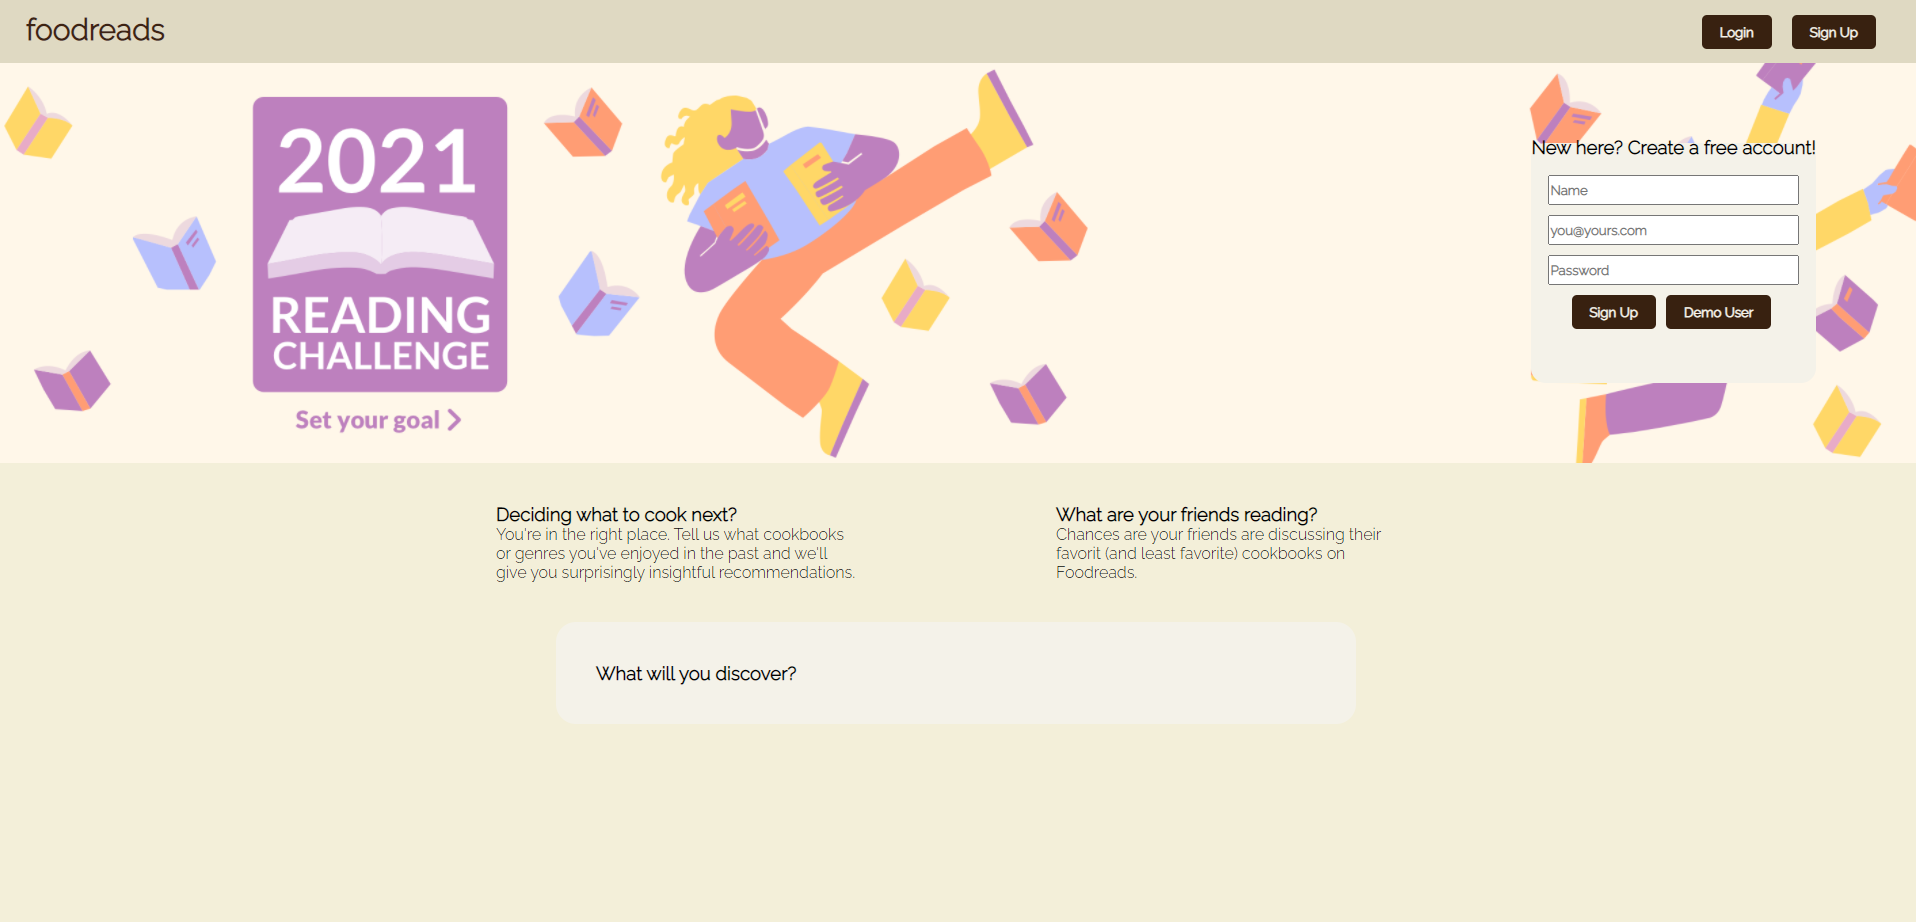 foodreads
Login
Sign Up
2021
READING
CHALLENGE
Set your goal
New here? Create a free account!
Name
you@yours.com
Password
Sign Up
Demo User
Deciding what to cook next?
You're in the right place. Tell us what cookbooks
or genres you've enjoyed in the past and we'll
give you surprisingly insightful recommendations.
What are your friends reading?
Chances are your friends are discussing their
favorit (and least favorite) cookbooks on
Foodreads.
What will you discover?